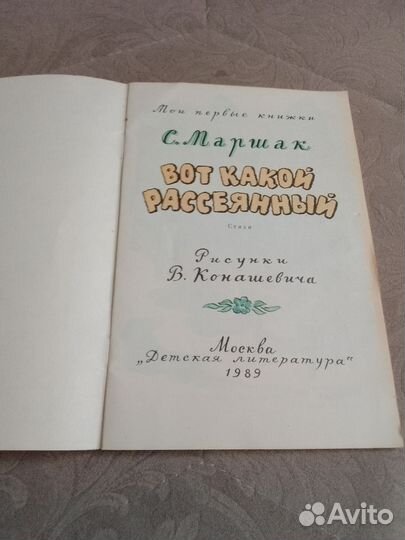 Мои первые книжки
С. Маршак
ВОТ КАКОЙ
РАССЕЯННЫЙ
Стихи
Рисунки
В. Конашевича
Москва
„Детская литература"
1989
Avito